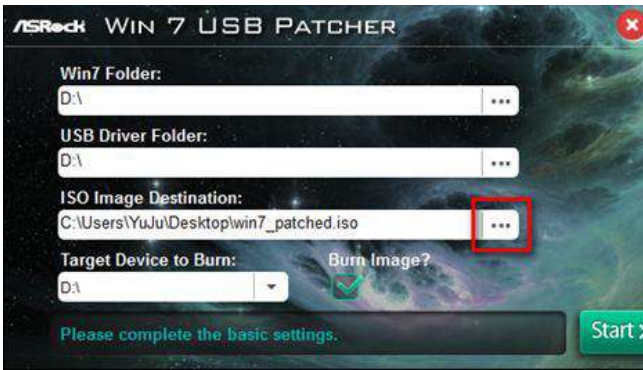 ASRock WIN 7 USB PATCHER
Win7 Folder:
D:\
...
USB Driver Folder:
D:\
...
ISO Image Destination:
C:\Users\YuJu\Desktop\win7_patched.iso
...
Target Device to Burn: Burn Image?
D:\
Please complete the basic settings. Start